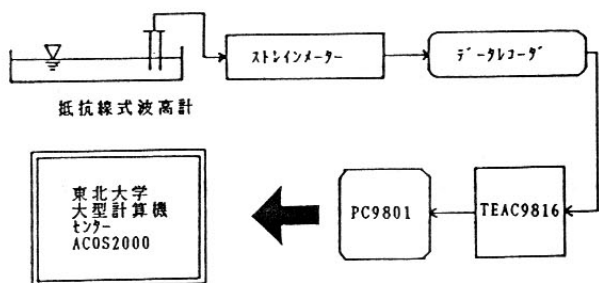 ストレインメーター
データレコーダ
抵抗線式波高計
東北大学
大型計算機
センター
ACOS2000
PC9801
TEAC9816